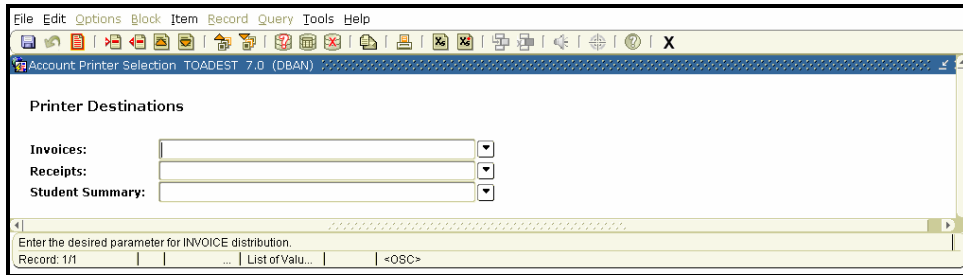 File Edit Options Block Item Record Query Tools Help
Account Printer Selection TOADEST 7.0 (DBAN)
Printer Destinations
Invoices:
Receipts:
Student Summary:
Enter the desired parameter for INVOICE distribution.
Record: 1/1 ... List of Valu... <OSC>